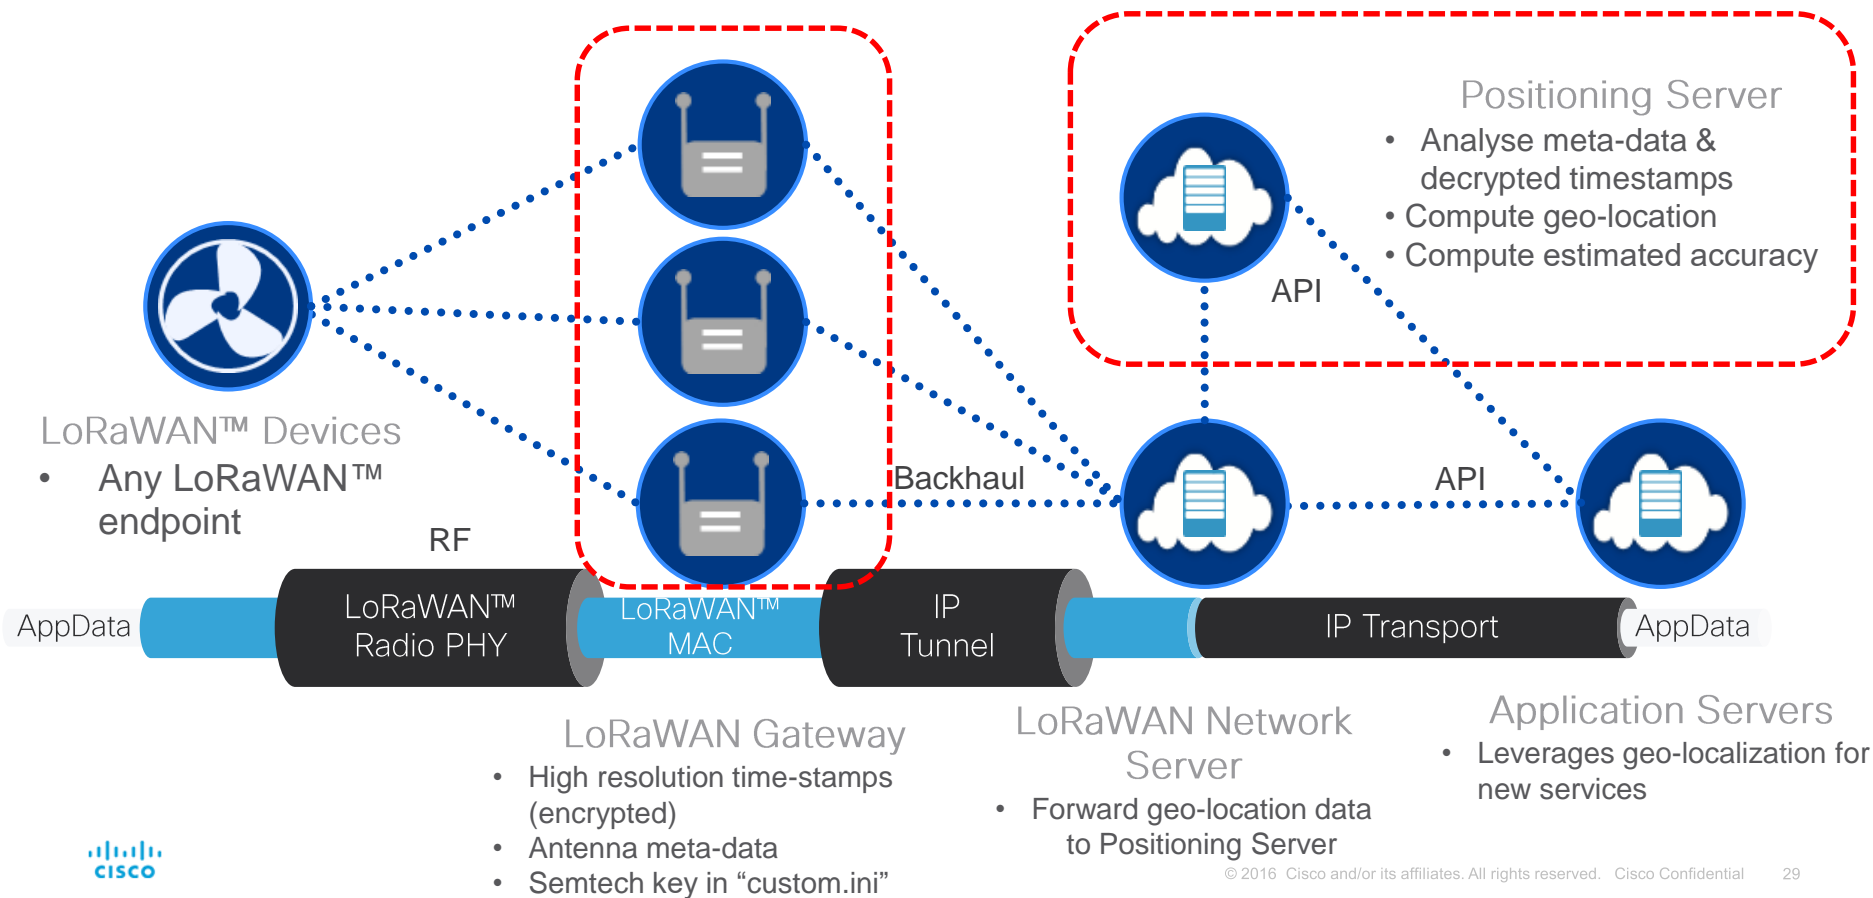 Positioning Server
• Analyse meta-data &
decrypted timestamps
• Compute geo-location
• Compute estimated accuracy
API
LoRaWAN™ Devices
• Any LoRaWAN™
endpoint
Backhaul
API
RF
AppData
LoRaWAN™
Radio PHY
LoRaWAN™
MAC
IP
Tunnel
IP Transport
AppData
LoRaWAN Gateway
• High resolution time-stamps
(encrypted)
• Antenna meta-data
• Semtech key in “custom.ini”
LoRaWAN Network
Server
• Forward geo-location data
to Positioning Server
Application Servers
• Leverages geo-localization for
new services
CISCO
© 2016 Cisco and/or its affiliates. All rights reserved. Cisco Confidential 29